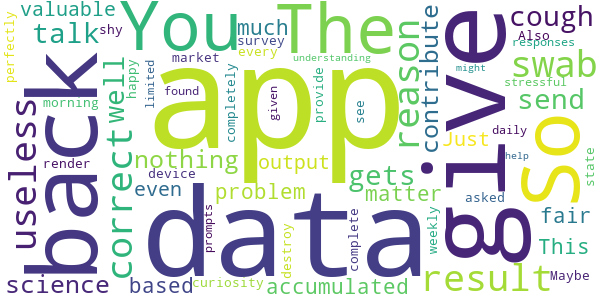 valuable
talk
shy
You
The
much
market
survey
every
reason
contribute
cough
Also
responses
understanding
might
swab
stressful
send
Just
daily
help
perfectly
back
happy
morning
useless
correct
well
limited
app
found
device
completely
given
provide
see
gets
matter
asked
give
.
so
state
nothing
output
render
even
problem
data
prompts
destroy
complete
weekly
fair
This
science
based
curiosity
accumulated
result
Maybe